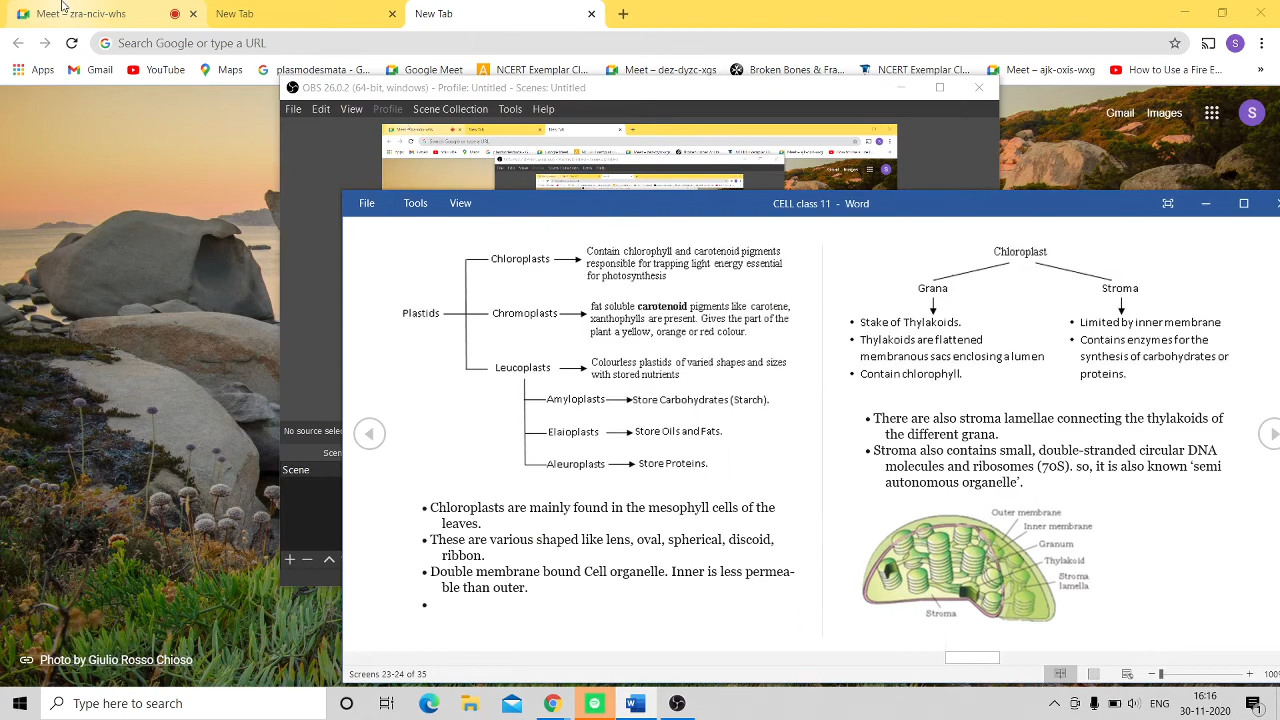 Meet - zra-nciv-whs
New Tab
New Tab
Search Google or type a URL
Apps
Gmail
YouTube
Maps
plasmodesmata - G...
Google Meet
NCERT Exemplar Cl...
Meet – dez-dyzc-xgs
Broken Bones & Fra...
NCERT Exemplar Cl...
Meet – ajk-oxis-wxg
How to Use a Fire E...
»
OBS 26.0.2 (64-bit, windows) - Profile: Untitled - Scenes: Untitled
File Edit View Profile Scene Collection Tools Help
Gmail Images
S
File Tools View
CELL class 11 - Word
Plastids
Chloroplasts
Contain chlorophyll and carotenoid pigments
responsible for trapping light energy essential
for photosynthesis
Chromoplasts
fat soluble carotenoid pigments like carotene,
xanthophylls are present. Gives the part of the
plant a yellow, orange or red colour.
Leucoplasts
Colourless plastids of varied shapes and sizes
with stored nutrients
Amyloplasts
Store Carbohydrates (Starch).
Elaioplasts
Store Oils and Fats.
Aleuroplasts
Store Proteins.
• Chloroplasts are mainly found in the mesophyll cells of the
leaves.
• These are various shaped like lens, oval, spherical, discoid,
ribbon.
• Double membrane bound Cell organelle. Inner is less permea-
ble than outer.
•
Chloroplast
Grana
Stroma
• Stake of Thylakoids.
• Thylakoids are flattened
membranous sacs enclosing a lumen
• Contain chlorophyll.
• Limited by inner membrane
• Contains enzymes for the
synthesis of carbohydrates or
proteins.
• There are also stroma lamellae connecting the thylakoids of
the different grana.
• Stroma also contains small, double-stranded circular DNA
molecules and ribosomes (70S). so, it is also known ‘semi
autonomous organelle’.
Outer membrane
Inner membrane
Granum
Thylakoid
Stroma
lamella
Stroma
No source selec
Scen
Scene
Photo by Giulio Rosso Chioso
Screens 23-24 of 35
100%
Type here to search
ENG
16:16
30-11-2020